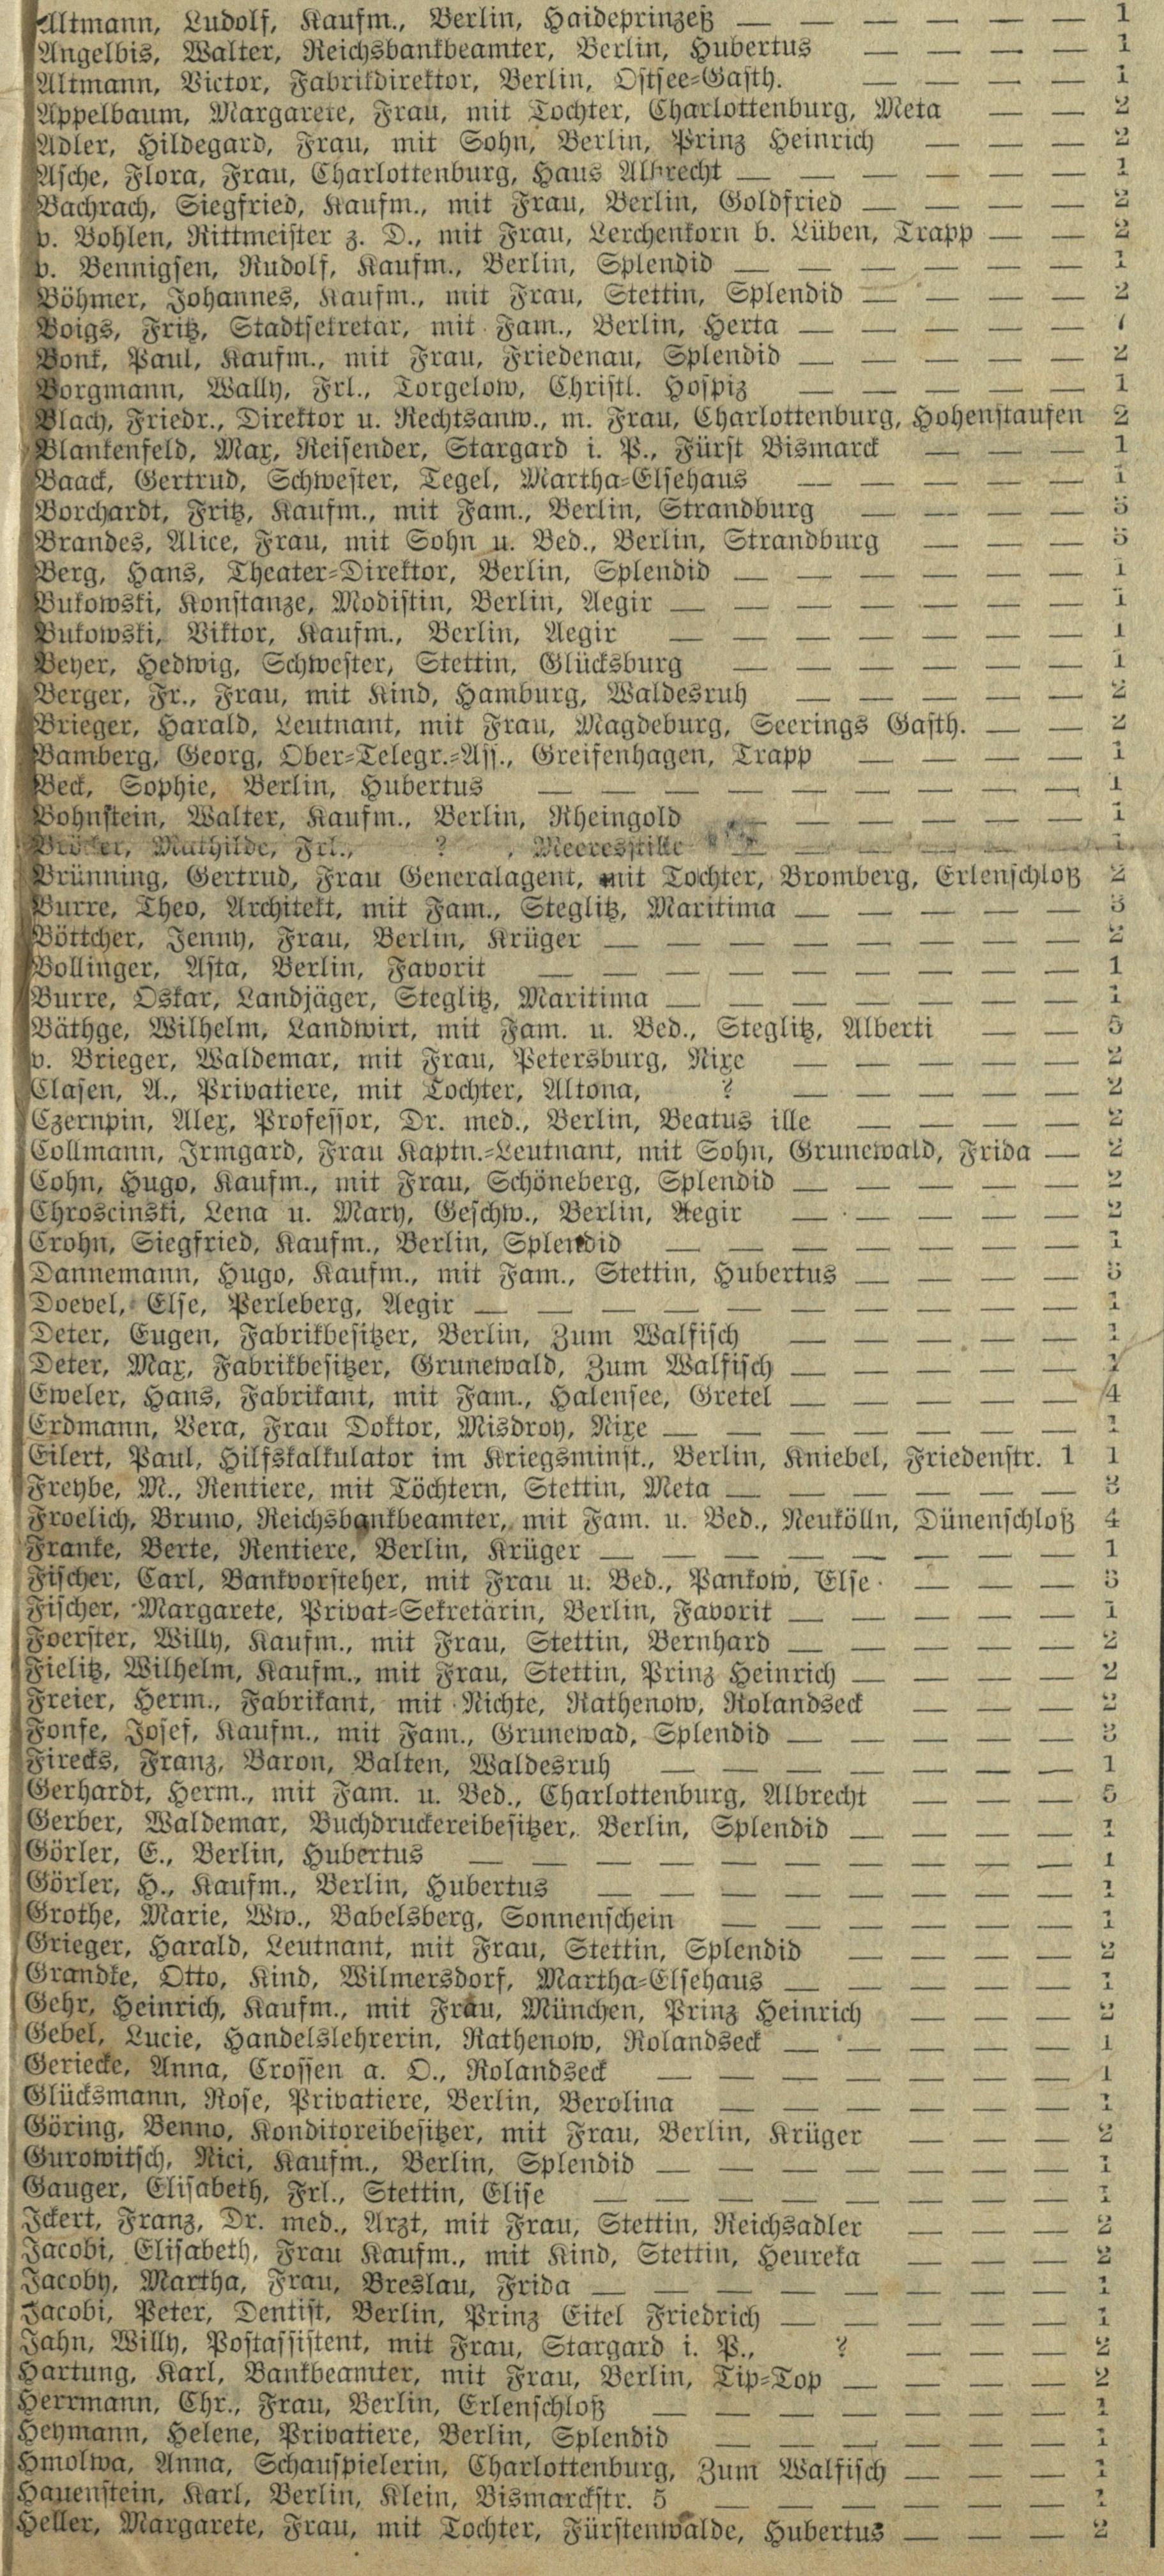 Altmann, Ludolf, Kaufm., Berlin, Haideprinzeß — — — — — — 1
Angelbis, Walter, Reichsbankbeamter, Berlin, Hubertus — — — — 1
Altmann, Victor, Fabrikdirektor, Berlin, Ostsee-Gasth. — — — — 1
Appelbaum, Margarete, Frau, mit Tochter, Charlottenburg, Meta — — 2
Adler, Hildegard, Frau, mit Sohn, Berlin, Prinz Heinrich — — — 2
Asche, Flora, Frau, Charlottenburg, Haus Albrecht — — — — — — 1
Bachrach, Siegfried, Kaufm., mit Frau, Berlin, Goldfried — — — — 2
v. Bohlen, Rittmeister z. D., mit Frau, Lerchenkorn b. Lüben, Trapp — — 2
v. Bennigsen, Rudolf, Kaufm., Berlin, Splendid — — — — — — 1
Böhmer, Johannes, Kaufm., mit Frau, Stettin, Splendid — — — — 2
Boigs, Fritz, Stadtsekretär, mit Fam., Berlin, Herta — — — — — 7
Bonk, Paul, Kaufm., mit Frau, Friedenau, Splendid — — — — — 2
Borgmann, Wally, Frl., Torgelow, Christl. Hospiz — — — — — 1
Blach, Friedr., Direktor u. Rechtsanw., m. Frau, Charlottenburg, Hohenstaufen 2
Blankenfeld, Max, Reisender, Stargard i. P., Fürst Bismarck — — — 1
Baack, Gertrud, Schwester, Tegel, Martha-Elsehaus — — — — — 1
Borchardt, Fritz, Kaufm., mit Fam., Berlin, Strandburg — — — — 5
Brandes, Alice, Frau, mit Sohn u. Bed., Berlin, Strandburg — — — 5
Berg, Hans, Theater-Direktor, Berlin, Splendid — — — — — — 1
Bukowski, Konstanze, Modistin, Berlin, Aegir — — — — — — — 1
Bukowski, Viktor, Kaufm., Berlin, Aegir — — — — — — — 1
Beyer, Hedwig, Schwester, Stettin, Glücksburg — — — — — — 1
Berger, Fr., Frau, mit Kind, Hamburg, Waldesruh — — — — — 2
Brieger, Harald, Leutnant, mit Frau, Magdeburg, Seerings Gasth. — — 2
Bamberg, Georg, Ober-Telegr.-Ass., Greifenhagen, Trapp — — — — 1
Beck, Sophie, Berlin, Hubertus — — — — — — — — — 1
Bohnstein, Walter, Kaufm., Berlin, Rheingold — — — — — — 1
Mathilde, Frl., ? , Meeresstille — — — — — 1
Brünning, Gertrud, Frau Generalagent, mit Tochter, Bromberg, Erlenschloß 2
Burre, Theo, Architekt, mit Fam., Steglitz, Maritima — — — — — 3
Böttcher, Jenny, Frau, Berlin, Krüger — — — — — — — — 2
Bollinger, Asta, Berlin, Favorit — — — — — — — — — 1
Burre, Oskar, Landjäger, Steglitz, Maritima — — — — — — — 1
Bäthge, Wilhelm, Landwirt, mit Fam. u. Bed., Steglitz, Alberti — — 5
v. Brieger, Waldemar, mit Frau, Petersburg, Nixe — — — — — 2
Clasen, A., Privatiere, mit Tochter, Altona, ? — — — — — 2
Czernpin, Alex, Professor, Dr. med., Berlin, Beatus ille — — — — 2
Collmann, Irmgard, Frau Kaptn.-Leutnant, mit Sohn, Grunewald, Frida — 2
Cohn, Hugo, Kaufm., mit Frau, Schöneberg, Splendid — — — — — 2
Chroscinski, Lena u. Mary, Geschw., Berlin, Aegir — — — — — 2
Crohn, Siegfried, Kaufm., Berlin, Splendid — — — — — — — 1
Dannemann, Hugo, Kaufm., mit Fam., Stettin, Hubertus — — — — 5
Doevel, Else, Perleberg, Aegir — — — — — — — — — — 1
Deter, Eugen, Fabrikbesitzer, Berlin, Zum Walfisch — — — — — 1
Deter, Max, Fabrikbesitzer, Grunewald, Zum Walfisch — — — — — 1
Eweler, Hans, Fabrikant, mit Fam., Halensee, Gretel — — — — — 4
Erdmann, Vera, Frau Doktor, Misdroy, Nixe — — — — — — — 1
Eilert, Paul, Hilfskalkulator im Kriegsminst., Berlin, Kniebel, Friedenstr. 1 1
Freybe, M., Rentiere, mit Töchtern, Stettin, Meta — — — — — — 3
Froelich, Bruno, Reichsbankbeamter, mit Fam. u. Bed., Neukölln, Dünenschloß 4
Franke, Berte, Rentiere, Berlin, Krüger — — — — — — — — 1
Fischer, Carl, Bankvorsteher, mit Frau u. Bed., Pankow, Else — — — 3
Fischer, Margarete, Privat-Sekretärin, Berlin, Favorit — — — — — 1
Foerster, Willy, Kaufm., mit Frau, Stettin, Bernhard — — — — — 2
Fielitz, Wilhelm, Kaufm., mit Frau, Stettin, Prinz Heinrich — — — — 2
Freier, Herm., Fabrikant, mit Nichte, Rathenow, Rolandseck — — — 2
Fonfe, Josef, Kaufm., mit Fam., Grunewad, Splendid — — — — — 3
Firecks, Franz, Baron, Balten, Waldesruh — — — — — — — 1
Gerhardt, Herm., mit Fam. u. Bed., Charlottenburg, Albrecht — — — 5
Gerber, Waldemar, Buchdruckereibesitzer, Berlin, Splendid — — — — 1
Görler, E., Berlin, Hubertus — — — — — — — — — — 1
Görler, H., Kaufm., Berlin, Hubertus — — — — — — — — 1
Grothe, Marie, Ww., Babelsberg, Sonnenschein — — — — — — 1
Grieger, Harald, Leutnant, mit Frau, Stettin, Splendid — — — — 2
Grandke, Otto, Kind, Wilmersdorf, Martha-Elsehaus — — — — — 1
Gehr, Heinrich, Kaufm., mit Frau, München, Prinz Heinrich — — — 2
Gebel, Lucie, Handelslehrerin, Rathenow, Rolandseck — — — — — 1
Geriecke, Anna, Crossen a. O., Rolandseck — — — — — — — 1
Glücksmann, Rose, Privatiere, Berlin, Berolina — — — — — — 1
Göring, Benno, Konditoreibesitzer, mit Frau, Berlin, Krüger — — — 2
Gurowitsch, Nici, Kaufm., Berlin, Splendid — — — — — — — 1
Gauger, Elisabeth, Frl., Stettin, Elise — — — — — — — — 1
Ickert, Franz, Dr. med., Arzt, mit Frau, Stettin, Reichsadler — — — 2
Jacobi, Elisabeth, Frau Kaufm., mit Kind, Stettin, Heureka — — — 2
Jacoby, Martha, Frau, Breslau, Frida — — — — — — — — 1
Jacobi, Peter, Dentist, Berlin, Prinz Eitel Friedrich — — — — — 1
Jahn, Willy, Postassistent, mit Frau, Stargard i. P., ? — — — 2
Hartung, Karl, Bankbeamter, mit Frau, Berlin, Tip-Top — — — — 2
Herrmann, Chr., Frau, Berlin, Erlenschloß — — — — — — — 1
Heymann, Helene, Privatiere, Berlin, Splendid — — — — — — 1
Hmolwa, Anna, Schauspielerin, Charlottenburg, Zum Walfisch — — — 1
Hauenstein, Karl, Berlin, Klein, Bismarckstr. 5 — — — — — — 1
Heller, Margarete, Frau, mit Tochter, Fürstenwalde, Hubertus — — — 2